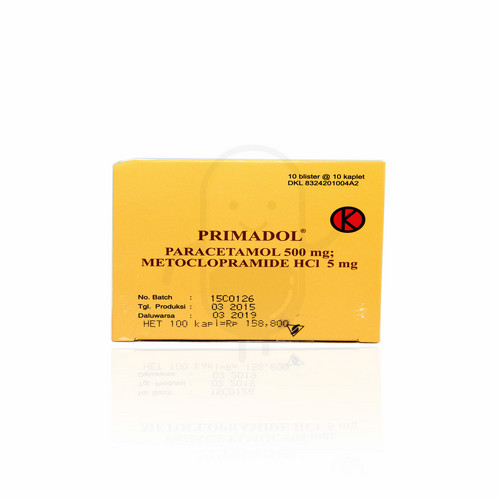 10 blister @ 10 kaplet
DKL 8324201004A2
K
PRIMADOL®
PARACETAMOL 500 mg;
METOCLOPRAMIDE HCl 5 mg
No. Batch : 15C0126
Tgl. Produksi : 03 2015
Daluwarsa : 03 2019
HET 100 kapl=Rp 158,800